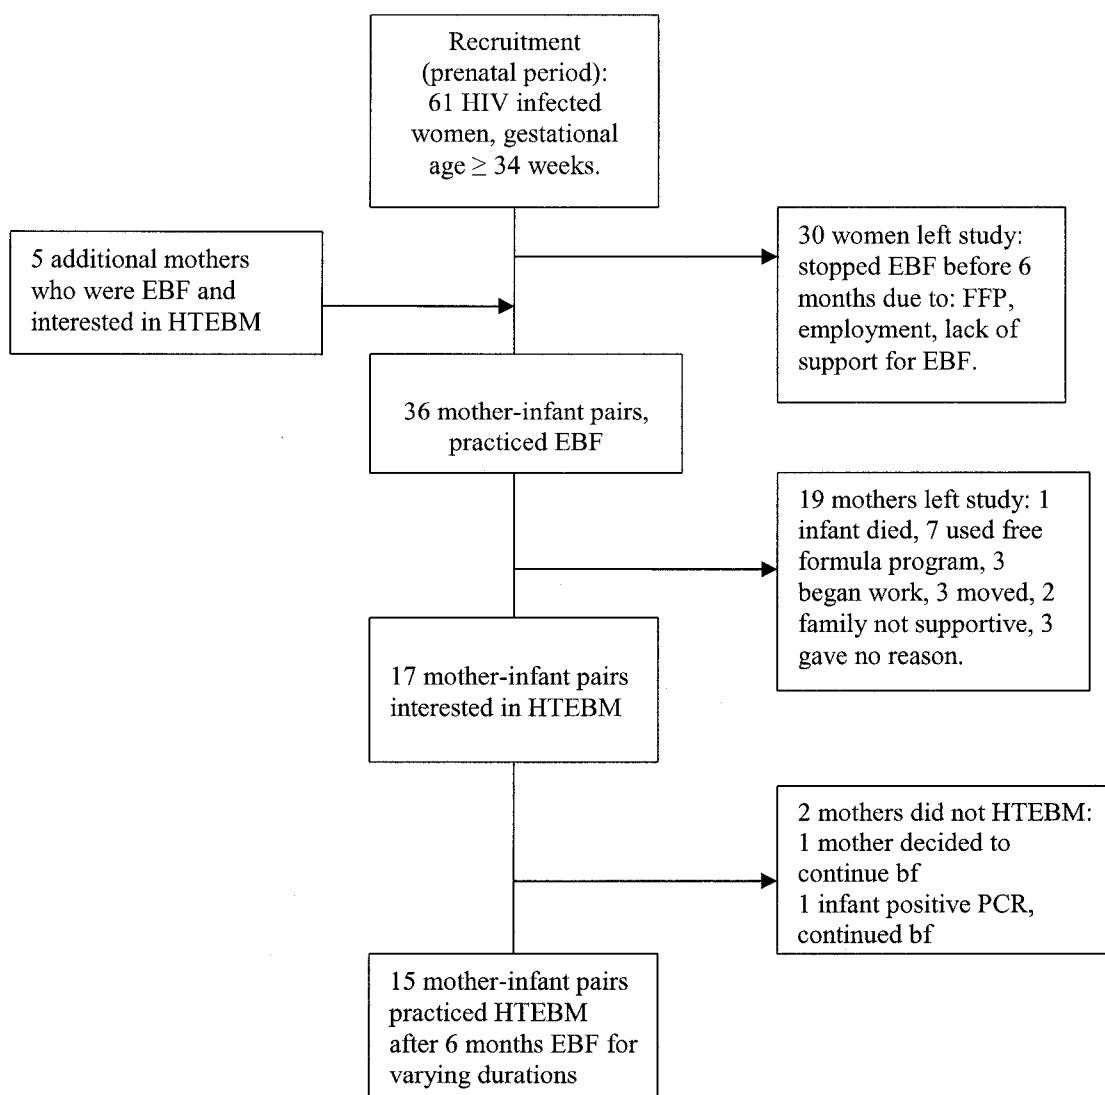 Recruitment
(prenatal period):
61 HIV infected
women, gestational
age ≥ 34 weeks.
30 women left study:
stopped EBF before 6
months due to: FFP,
employment, lack of
support for EBF.
5 additional mothers
who were EBF and
interested in HTEBM
36 mother-infant pairs,
practiced EBF
19 mothers left study: 1
infant died, 7 used free
formula program, 3
began work, 3 moved, 2
family not supportive, 3
gave no reason.
17 mother-infant pairs
interested in HTEBM
2 mothers did not HTEBM:
1 mother decided to
continue bf
1 infant positive PCR,
continued bf
15 mother-infant pairs
practiced HTEBM
after 6 months EBF for
varying durations